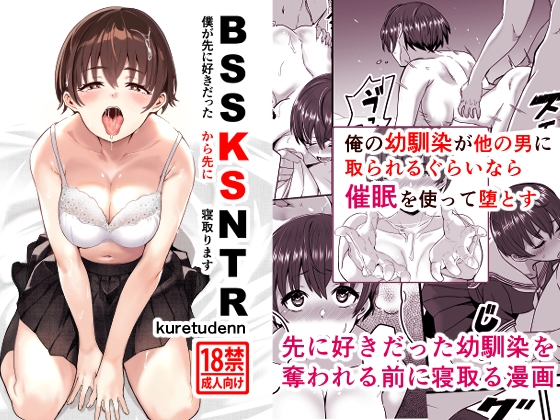 BSS KS NTR
僕が先に好きだった
から先に
寝取ります
kuretudenn
18禁
成人向け
俺の幼馴染が他の男に
取られるぐらいなら
催眠を使って堕とす
先に好きだった幼馴染を
奪われる前に寝取る漫画